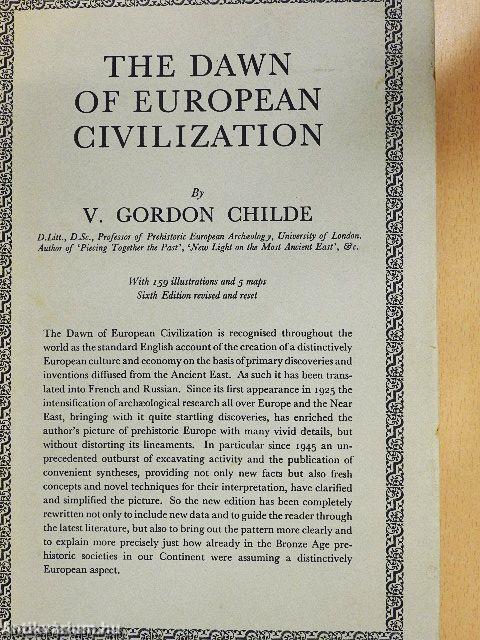 THE DAWN
OF EUROPEAN
CIVILIZATION
By
V. GORDON CHILDE
D.Litt., D.Sc., Professor of Prehistoric European Archæology, University of London.
Author of 'Piecing Together the Past', 'New Light on the Most Ancient East', &c.
With 159 illustrations and 5 maps
Sixth Edition revised and reset
The Dawn of European Civilization is recognised throughout the
world as the standard English account of the creation of a distinctively
European culture and economy on the basis of primary discoveries and
inventions diffused from the Ancient East. As such it has been trans-
lated into French and Russian. Since its first appearance in 1925 the
intensification of archæological research all over Europe and the Near
East, bringing with it quite startling discoveries, has enriched the
author's picture of prehistoric Europe with many vivid details, but
without distorting its lineaments. In particular since 1945 an un-
precedented outburst of excavating activity and the publication of
convenient syntheses, providing not only new facts but also fresh
concepts and novel techniques for their interpretation, have clarified
and simplified the picture. So the new edition has been completely
rewritten not only to include new data and to guide the reader through
the latest literature, but also to bring out the pattern more clearly and
to explain more precisely just how already in the Bronze Age pre-
historic societies in our Continent were assuming a distinctively
European aspect.
Antikvárium.hu